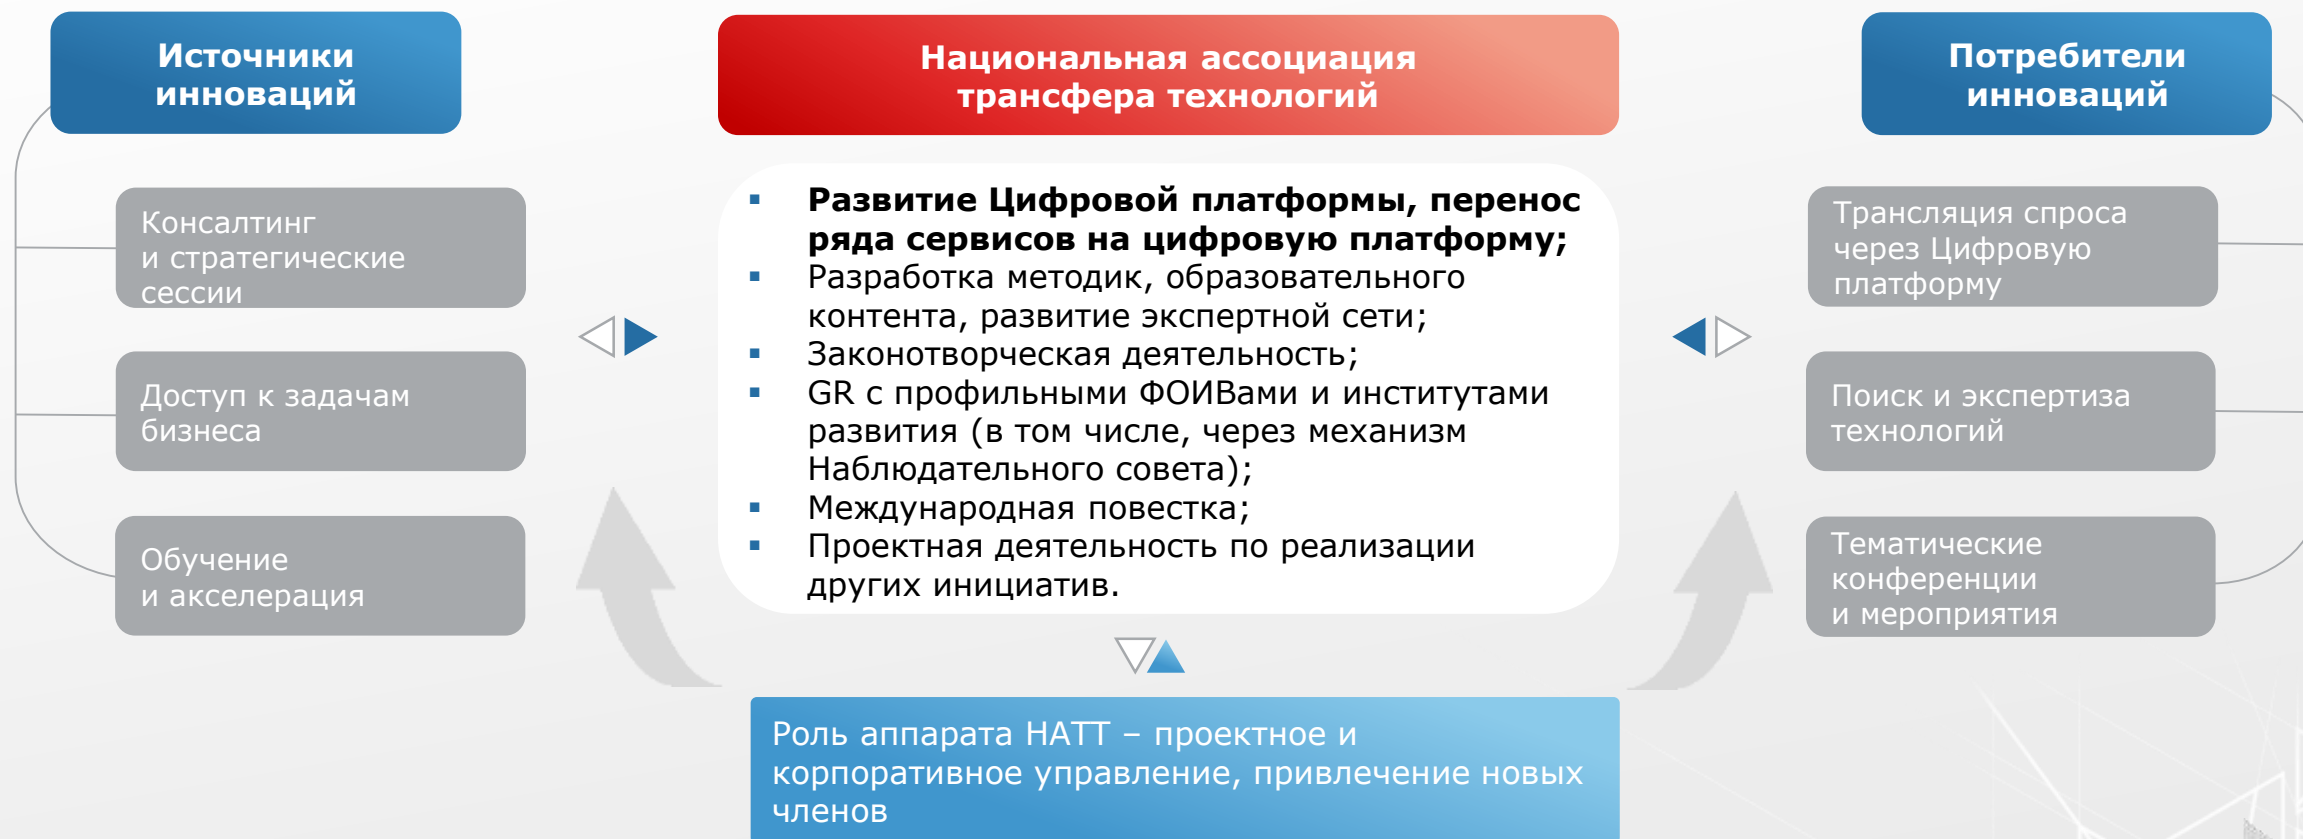 Источники
инноваций
Консалтинг
и стратегические
сессии
Доступ к задачам
бизнеса
Обучение
и акселерация
Национальная ассоциация
трансфера технологий
▪ Развитие Цифровой платформы, перенос
ряда сервисов на цифровую платформу;
▪ Разработка методик, образовательного
контента, развитие экспертной сети;
▪ Законотворческая деятельность;
▪ GR с профильными ФОИВами и институтами
развития (в том числе, через механизм
Наблюдательного совета);
▪ Международная повестка;
▪ Проектная деятельность по реализации
других инициатив.
Роль аппарата НАТТ – проектное и
корпоративное управление, привлечение новых
членов
Потребители
инноваций
Трансляция спроса
через Цифровую
платформу
Поиск и экспертиза
технологий
Тематические
конференции
и мероприятия